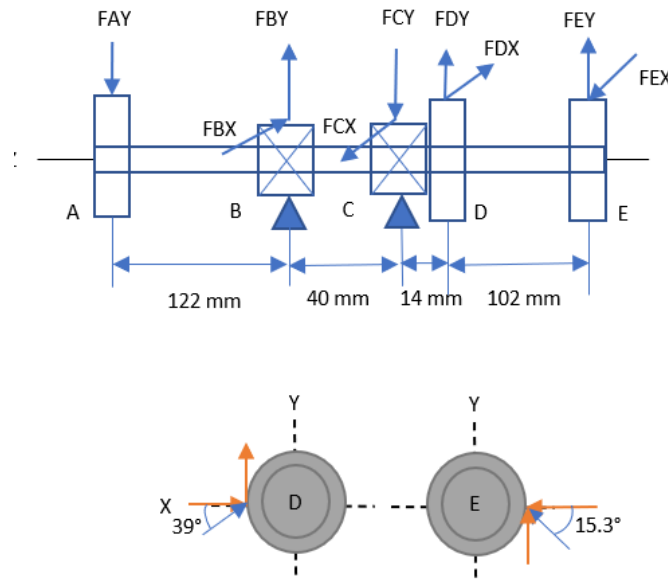 FAY FBY FCY FDY FEY
FDX
FEX
FBX FCX
A B C D E
122 mm 40 mm 14 mm 102 mm
Y Y
X D E
39° 15.3°